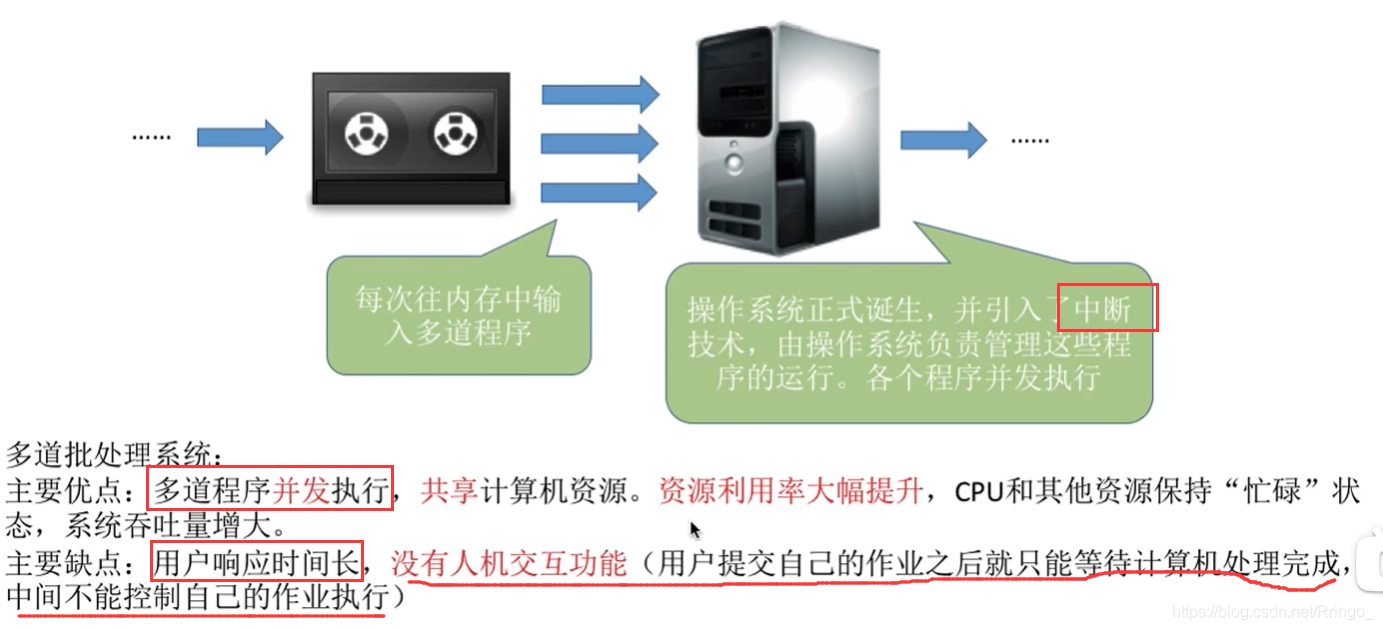 ......
......
每次往内存中输
入多道程序
操作系统正式诞生，并引入了中断
技术，由操作系统负责管理这些程
序的运行。各个程序并发执行
多道批处理系统：
主要优点：多道程序并发执行，共享计算机资源。资源利用率大幅提升，CPU和其他资源保持“忙碌”状
态，系统吞吐量增大。
主要缺点：用户响应时间长，没有人机交互功能（用户提交自己的作业之后就只能等待计算机处理完成，
中间不能控制自己的作业执行）
https://blog.csdn.net/Rringo_